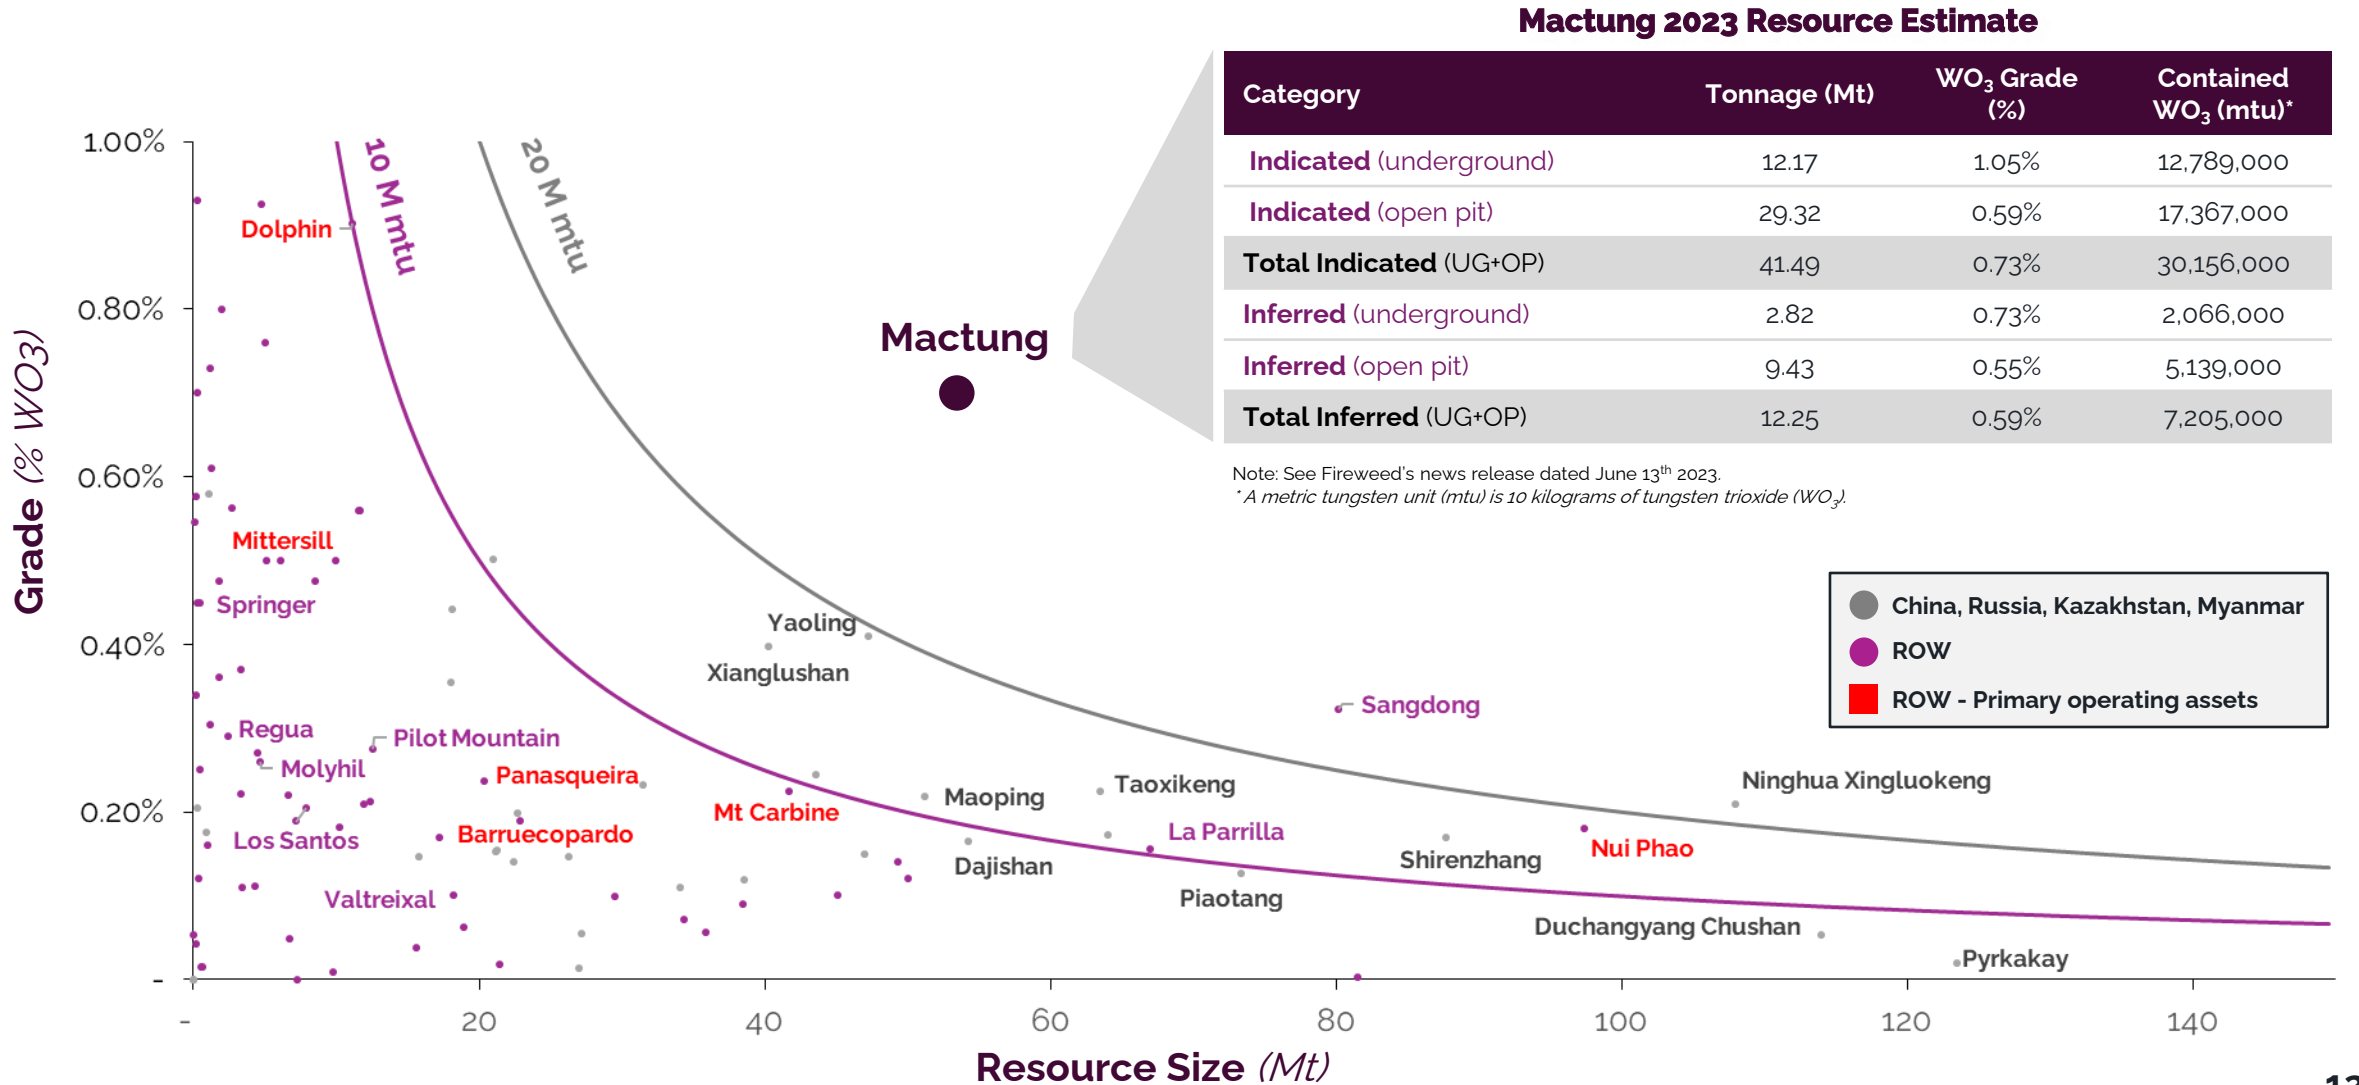 Mactung 2023 Resource Estimate
Category Tonnage (Mt) WO₃ Grade (%) Contained WO₃ (mtu)*
Indicated (underground) 12.17 1.05% 12,789,000
Indicated (open pit) 29.32 0.59% 17,367,000
Total Indicated (UG+OP) 41.49 0.73% 30,156,000
Inferred (underground) 2.82 0.73% 2,066,000
Inferred (open pit) 9.43 0.55% 5,139,000
Total Inferred (UG+OP) 12.25 0.59% 7,205,000
Note: See Fireweed's news release dated June 13th 2023.
* A metric tungsten unit (mtu) is 10 kilograms of tungsten trioxide (WO₃).
Grade (% WO3)
1.00%
0.80%
0.60%
0.40%
0.20%
-
10 M mtu
20 M mtu
Dolphin
Mactung
Mittersill
Springer
Yaoling
Xianglushan
Sangdong
Regua
Pilot Mountain
Molyhil
Panasqueira
Mt Carbine
Maoping
Taoxikeng
Ninghua Xingluokeng
Los Santos
Barruecopardo
La Parrilla
Dajishan
Shirenzhang
Nui Phao
Valtreixal
Piaotang
Duchangyang Chushan
Pyrkakay
China, Russia, Kazakhstan, Myanmar
ROW
ROW - Primary operating assets
- 20 40 60 80 100 120 140
Resource Size (Mt)